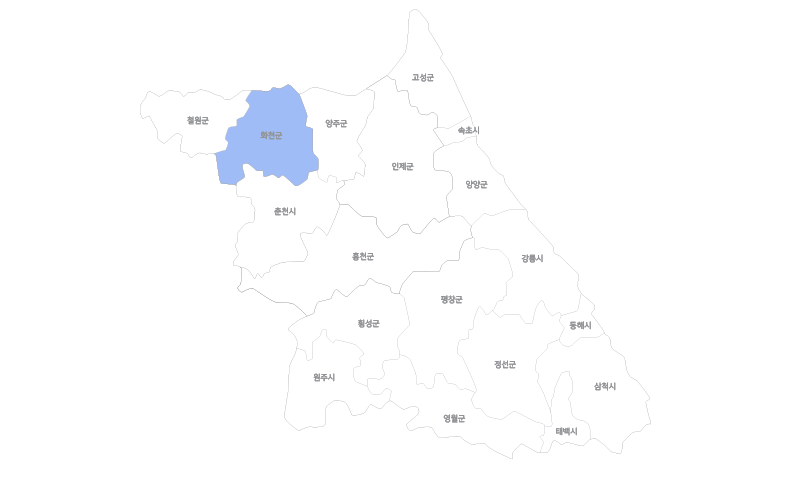 고성군
철원군
양주군
속초시
화천군
인제군
양양군
춘천시
홍천군
강릉시
평창군
횡성군
동해시
정선군
원주시
삼척시
영월군
태백시